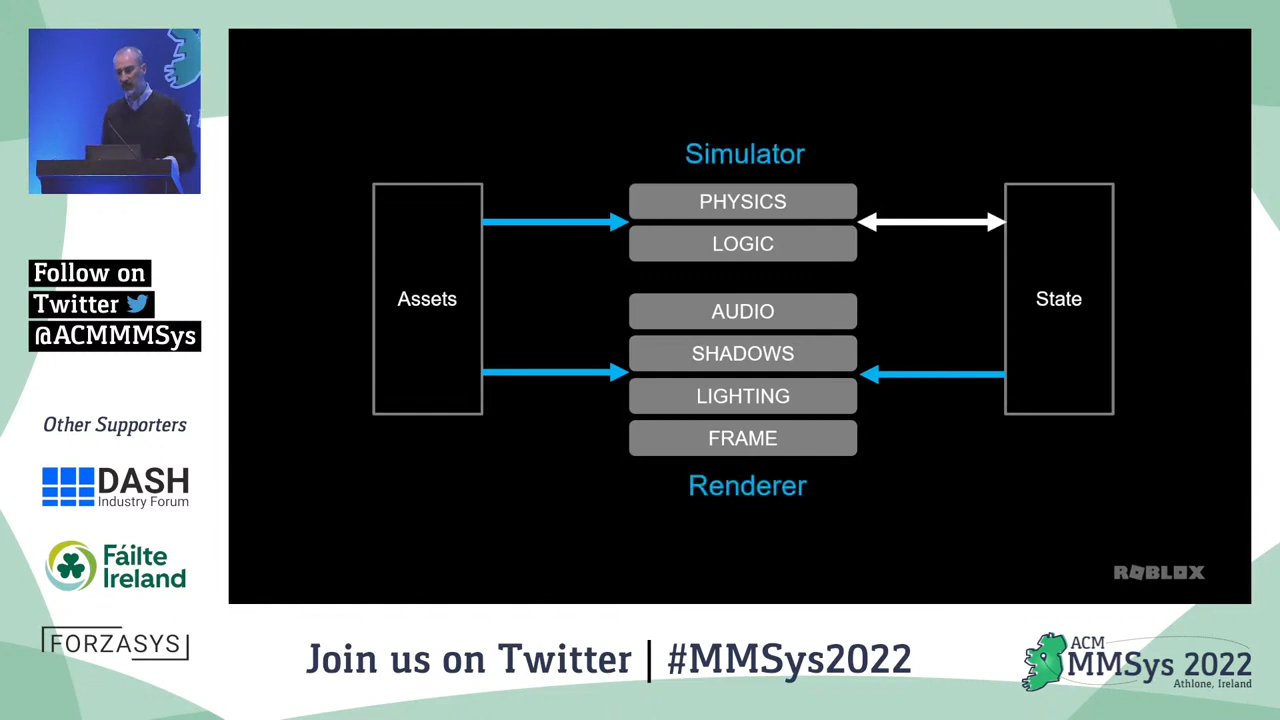 Simulator
PHYSICS
LOGIC
Assets
AUDIO
SHADOWS
LIGHTING
FRAME
State
Renderer
ROBLOX
Follow on
Twitter
@ACMMMSys
Other Supporters
DASH
Industry Forum
Fáilte
Ireland
FORZASYS
Join us on Twitter | #MMSys2022
ACM
MMSys 2022
Athlone, Ireland